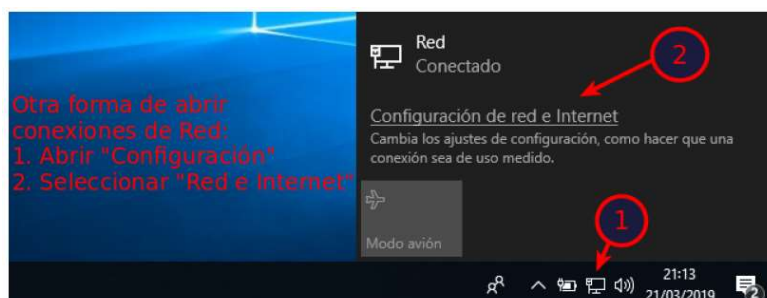 Otra forma de abrir
conexiones de Red:
1. Abrir "Configuración"
2. Seleccionar "Red e Internet"
Red
Conectado
2
Configuración de red e Internet
Cambia los ajustes de configuración, como hacer que una
conexión sea de uso medido.
Modo avión
1
21:13
21/03/2019
2